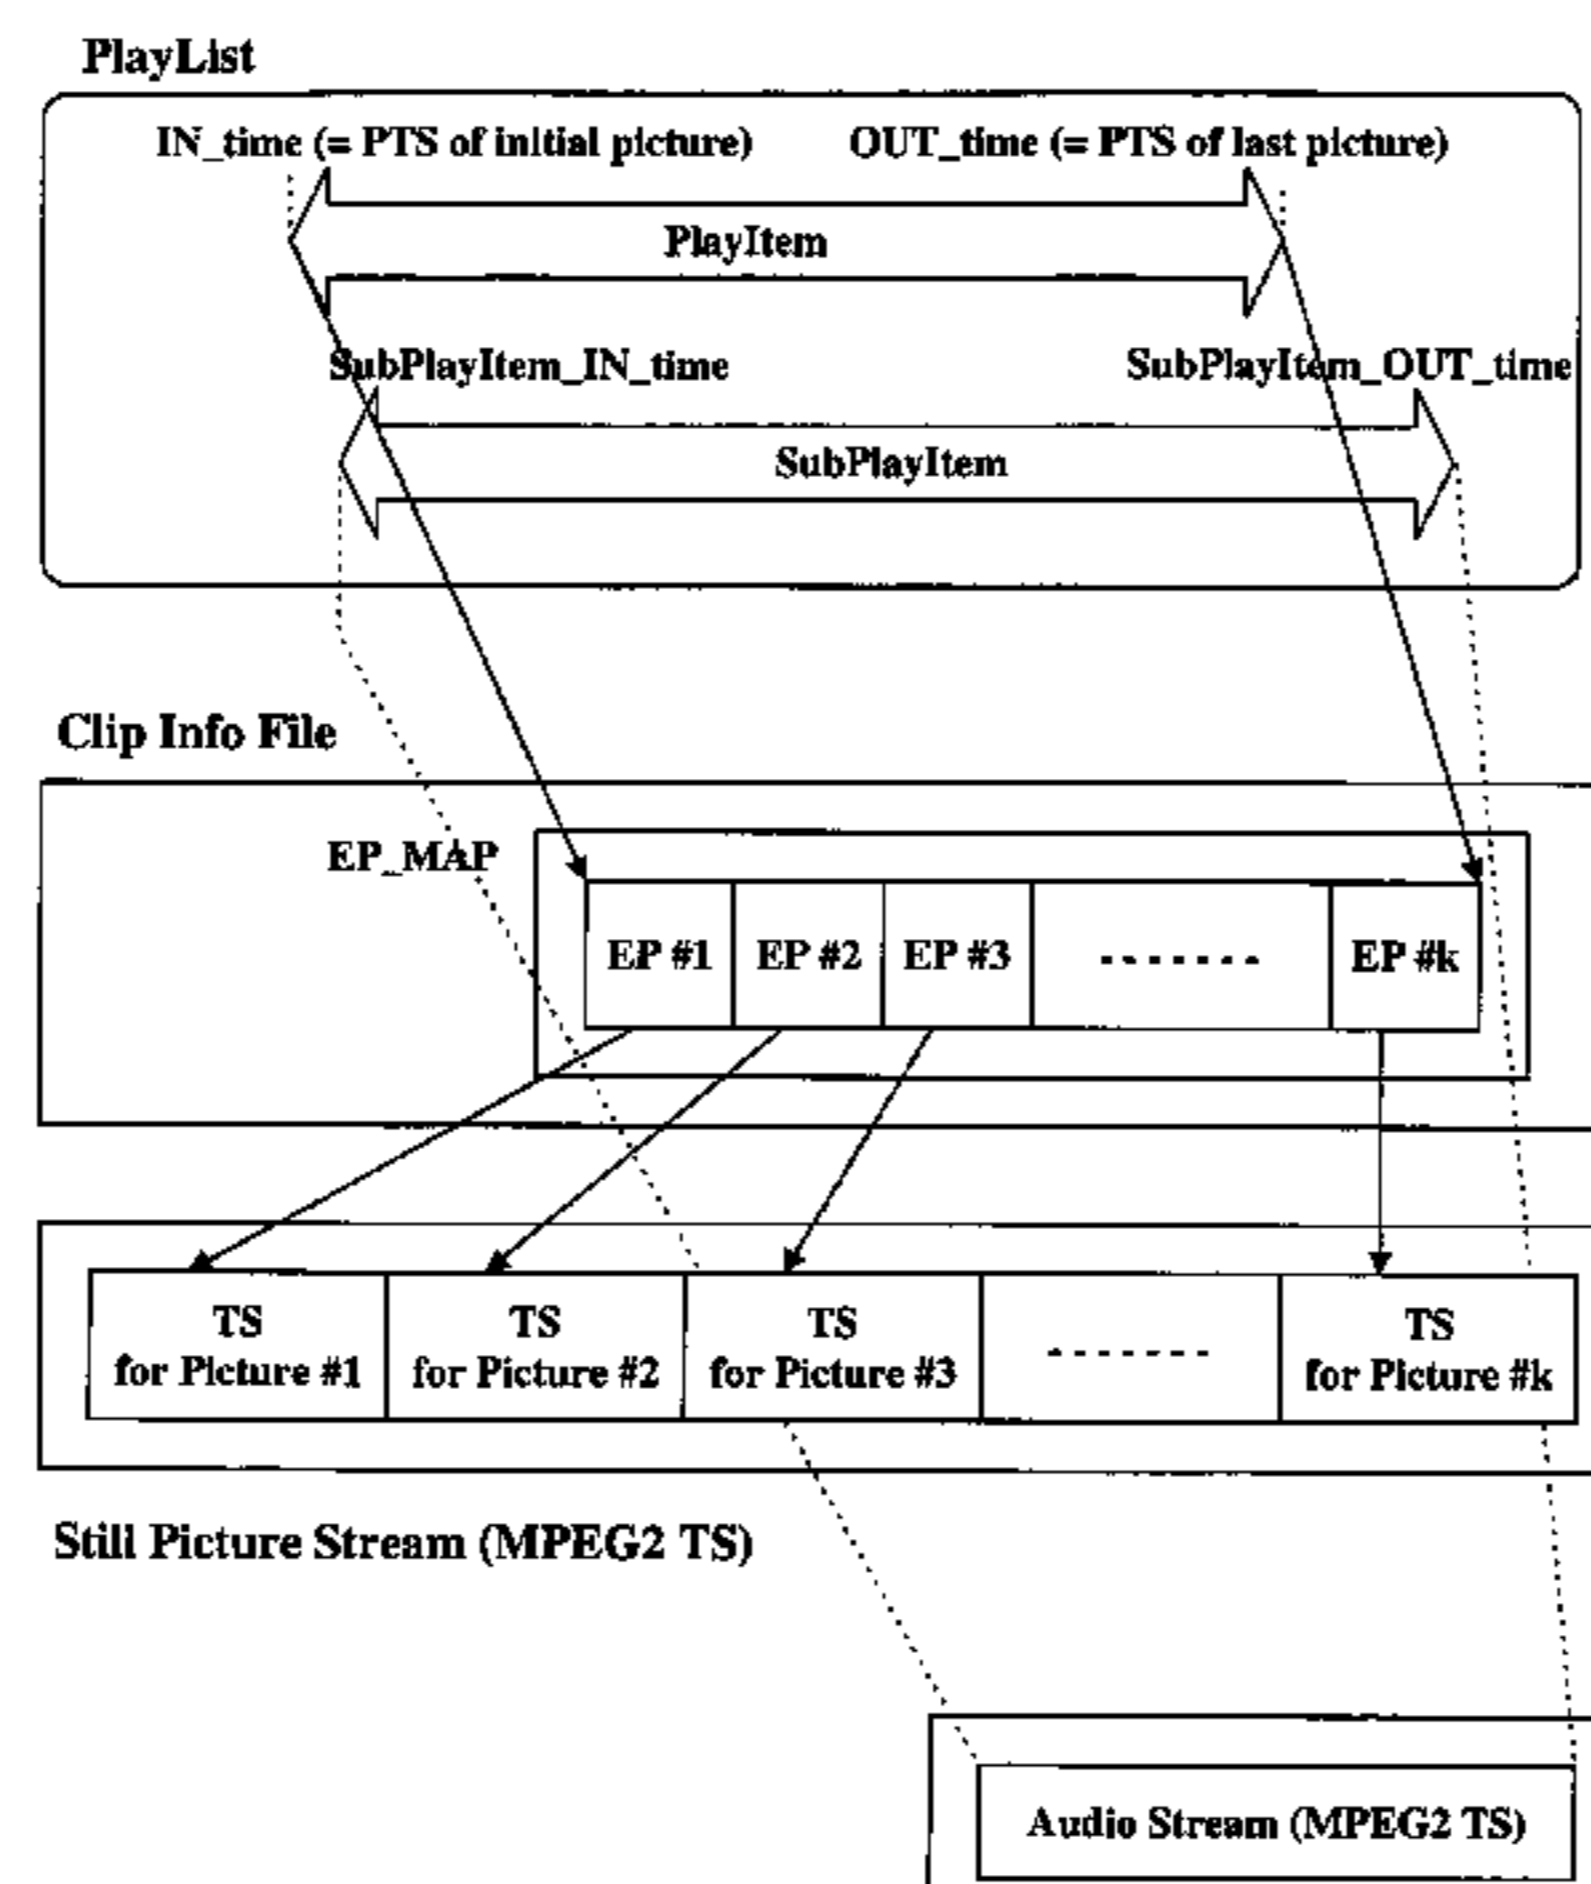 PlayList
IN_time (= PTS of initial picture) OUT_time (= PTS of last picture)
PlayItem
SubPlayItem_IN_time SubPlayItem_OUT_time
SubPlayItem
Clip Info File
EP_MAP
EP #1 EP #2 EP #3 ------- EP #k
TS for Picture #1
TS for Picture #2
TS for Picture #3
-------
TS for Picture #k
Still Picture Stream (MPEG2 TS)
Audio Stream (MPEG2 TS)